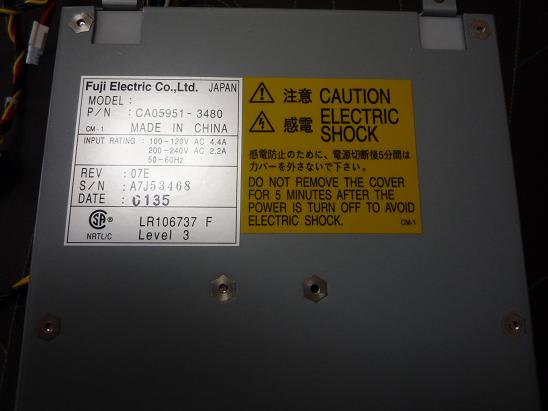 Fuji Electric Co.,Ltd. JAPAN
MODEL :
P/N : CA05951-3480
CM-1 MADE IN CHINA
INPUT RATING : 100-120V AC 4.4A
200-240V AC 2.2A
50-60Hz
REV : 07E
S/N : A7J53468
DATE : 0135
LR106737 F
NRTL/C Level 3
注意 CAUTION
感電 ELECTRIC
SHOCK
感電防止のために、電源切断後5分間は
カバーを外さないで下さい。
DO NOT REMOVE THE COVER
FOR 5 MINUTES AFTER THE
POWER IS TURN OFF TO AVOID
ELECTRIC SHOCK. CM-1